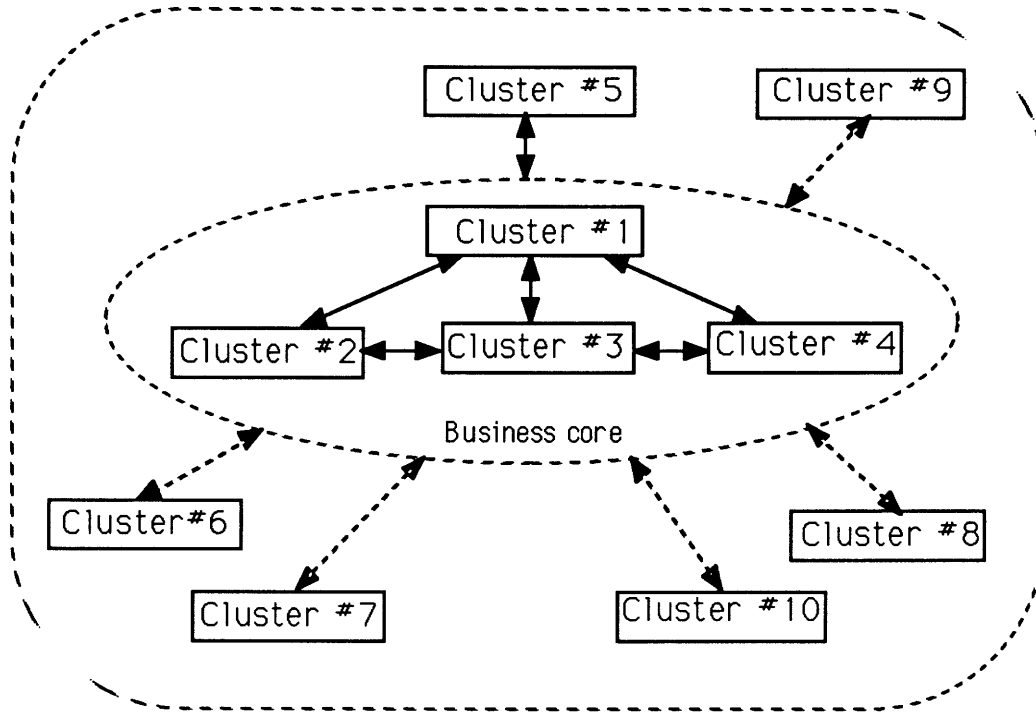 Cluster #5
Cluster #9
Cluster #1
Cluster #2
Cluster #3
Cluster #4
Business core
Cluster#6
Cluster #8
Cluster #7
Cluster #10